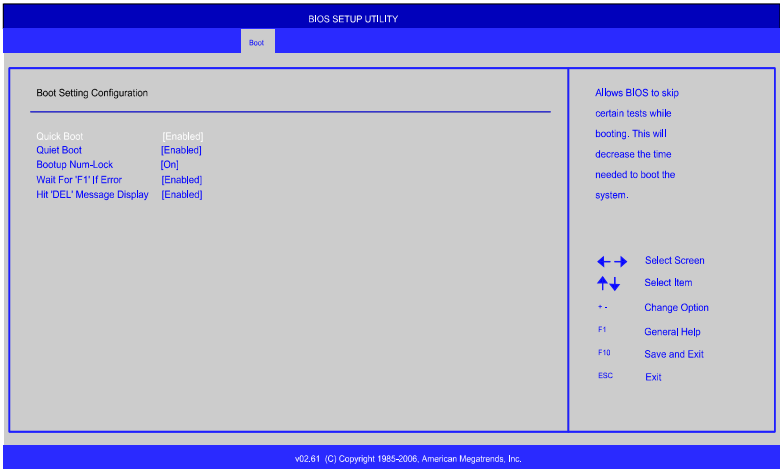 BIOS SETUP UTILITY
Boot
Boot Setting Configuration
Quick Boot [Enabled]
Quiet Boot [Enabled]
Bootup Num-Lock [On]
Wait For 'F1' If Error [Enabled]
Hit 'DEL' Message Display [Enabled]
Allows BIOS to skip
certain tests while
booting. This will
decrease the time
needed to boot the
system.
Select Screen
Select Item
+ - Change Option
F1 General Help
F10 Save and Exit
ESC Exit
v02.61 (C) Copyright 1985-2006, American Megatrends, Inc.